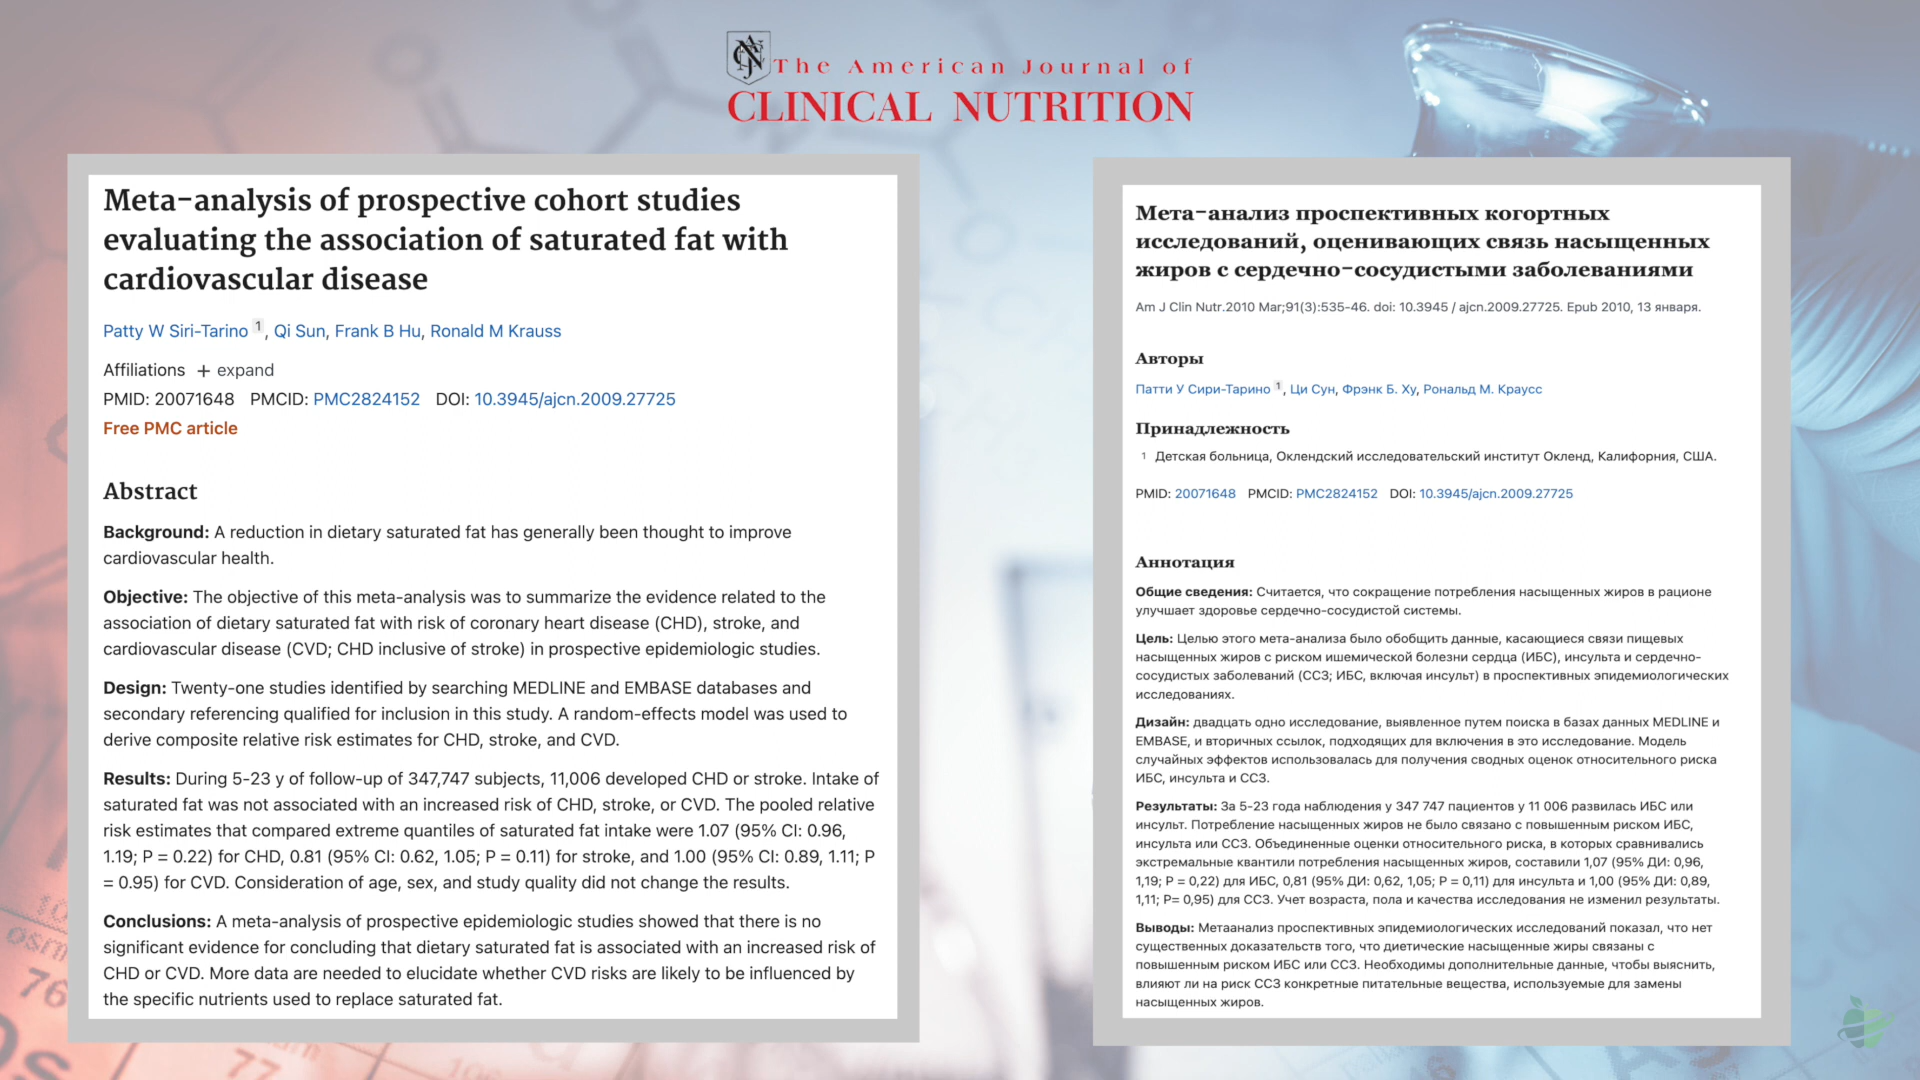 The American Journal of
CLINICAL NUTRITION
Meta-analysis of prospective cohort studies
evaluating the association of saturated fat with
cardiovascular disease
Patty W Siri-Tarino 1, Qi Sun, Frank B Hu, Ronald M Krauss
Affiliations + expand
PMID: 20071648 PMCID: PMC2824152 DOI: 10.3945/ajcn.2009.27725
Free PMC article
Abstract
Background: A reduction in dietary saturated fat has generally been thought to improve
cardiovascular health.
Objective: The objective of this meta-analysis was to summarize the evidence related to the
association of dietary saturated fat with risk of coronary heart disease (CHD), stroke, and
cardiovascular disease (CVD; CHD inclusive of stroke) in prospective epidemiologic studies.
Design: Twenty-one studies identified by searching MEDLINE and EMBASE databases and
secondary referencing qualified for inclusion in this study. A random-effects model was used to
derive composite relative risk estimates for CHD, stroke, and CVD.
Results: During 5-23 y of follow-up of 347,747 subjects, 11,006 developed CHD or stroke. Intake of
saturated fat was not associated with an increased risk of CHD, stroke, or CVD. The pooled relative
risk estimates that compared extreme quantiles of saturated fat intake were 1.07 (95% CI: 0.96,
1.19; P = 0.22) for CHD, 0.81 (95% CI: 0.62, 1.05; P = 0.11) for stroke, and 1.00 (95% CI: 0.89, 1.11; P
= 0.95) for CVD. Consideration of age, sex, and study quality did not change the results.
Conclusions: A meta-analysis of prospective epidemiologic studies showed that there is no
significant evidence for concluding that dietary saturated fat is associated with an increased risk of
CHD or CVD. More data are needed to elucidate whether CVD risks are likely to be influenced by
the specific nutrients used to replace saturated fat.
Мета-анализ проспективных когортных
исследований, оценивающих связь насыщенных
жиров с сердечно-сосудистыми заболеваниями
Am J Clin Nutr.2010 Mar;91(3):535-46. doi: 10.3945 / ajcn.2009.27725. Epub 2010, 13 января.
Авторы
Патти У Сири-Тарино 1, Ци Сун, Фрэнк Б. Ху, Рональд М. Краусс
Принадлежность
1 Детская больница, Оклендский исследовательский институт Окленд, Калифорния, США.
PMID: 20071648 PMCID: PMC2824152 DOI: 10.3945/ajcn.2009.27725
Аннотация
Общие сведения: Считается, что сокращение потребления насыщенных жиров в рационе
улучшает здоровье сердечно-сосудистой системы.
Цель: Целью этого мета-анализа было обобщить данные, касающиеся связи пищевых
насыщенных жиров с риском ишемической болезни сердца (ИБС), инсульта и сердечно-
сосудистых заболеваний (ССЗ; ИБС, включая инсульт) в проспективных эпидемиологических
исследованиях.
Дизайн: двадцать одно исследование, выявленное путем поиска в базах данных MEDLINE и
EMBASE, и вторичных ссылок, подходящих для включения в это исследование. Модель
случайных эффектов использовалась для получения сводных оценок относительного риска
ИБС, инсульта и ССЗ.
Результаты: За 5-23 года наблюдения у 347 747 пациентов у 11 006 развилась ИБС или
инсульт. Потребление насыщенных жиров не было связано с повышенным риском ИБС,
инсульта или ССЗ. Объединенные оценки относительного риска, в которых сравнивались
экстремальные квантили потребления насыщенных жиров, составили 1,07 (95% ДИ: 0,96,
1,19; P = 0,22) для ИБС, 0,81 (95% ДИ: 0,62, 1,05; P = 0,11) для инсульта и 1,00 (95% ДИ: 0,89,
1,11; P= 0,95) для ССЗ. Учет возраста, пола и качества исследования не изменил результаты.
Выводы: Метаанализ проспективных эпидемиологических исследований показал, что нет
существенных доказательств того, что диетические насыщенные жиры связаны с
повышенным риском ИБС или ССЗ. Необходимы дополнительные данные, чтобы выяснить,
влияют ли на риск ССЗ конкретные питательные вещества, используемые для замены
насыщенных жиров.
76
77